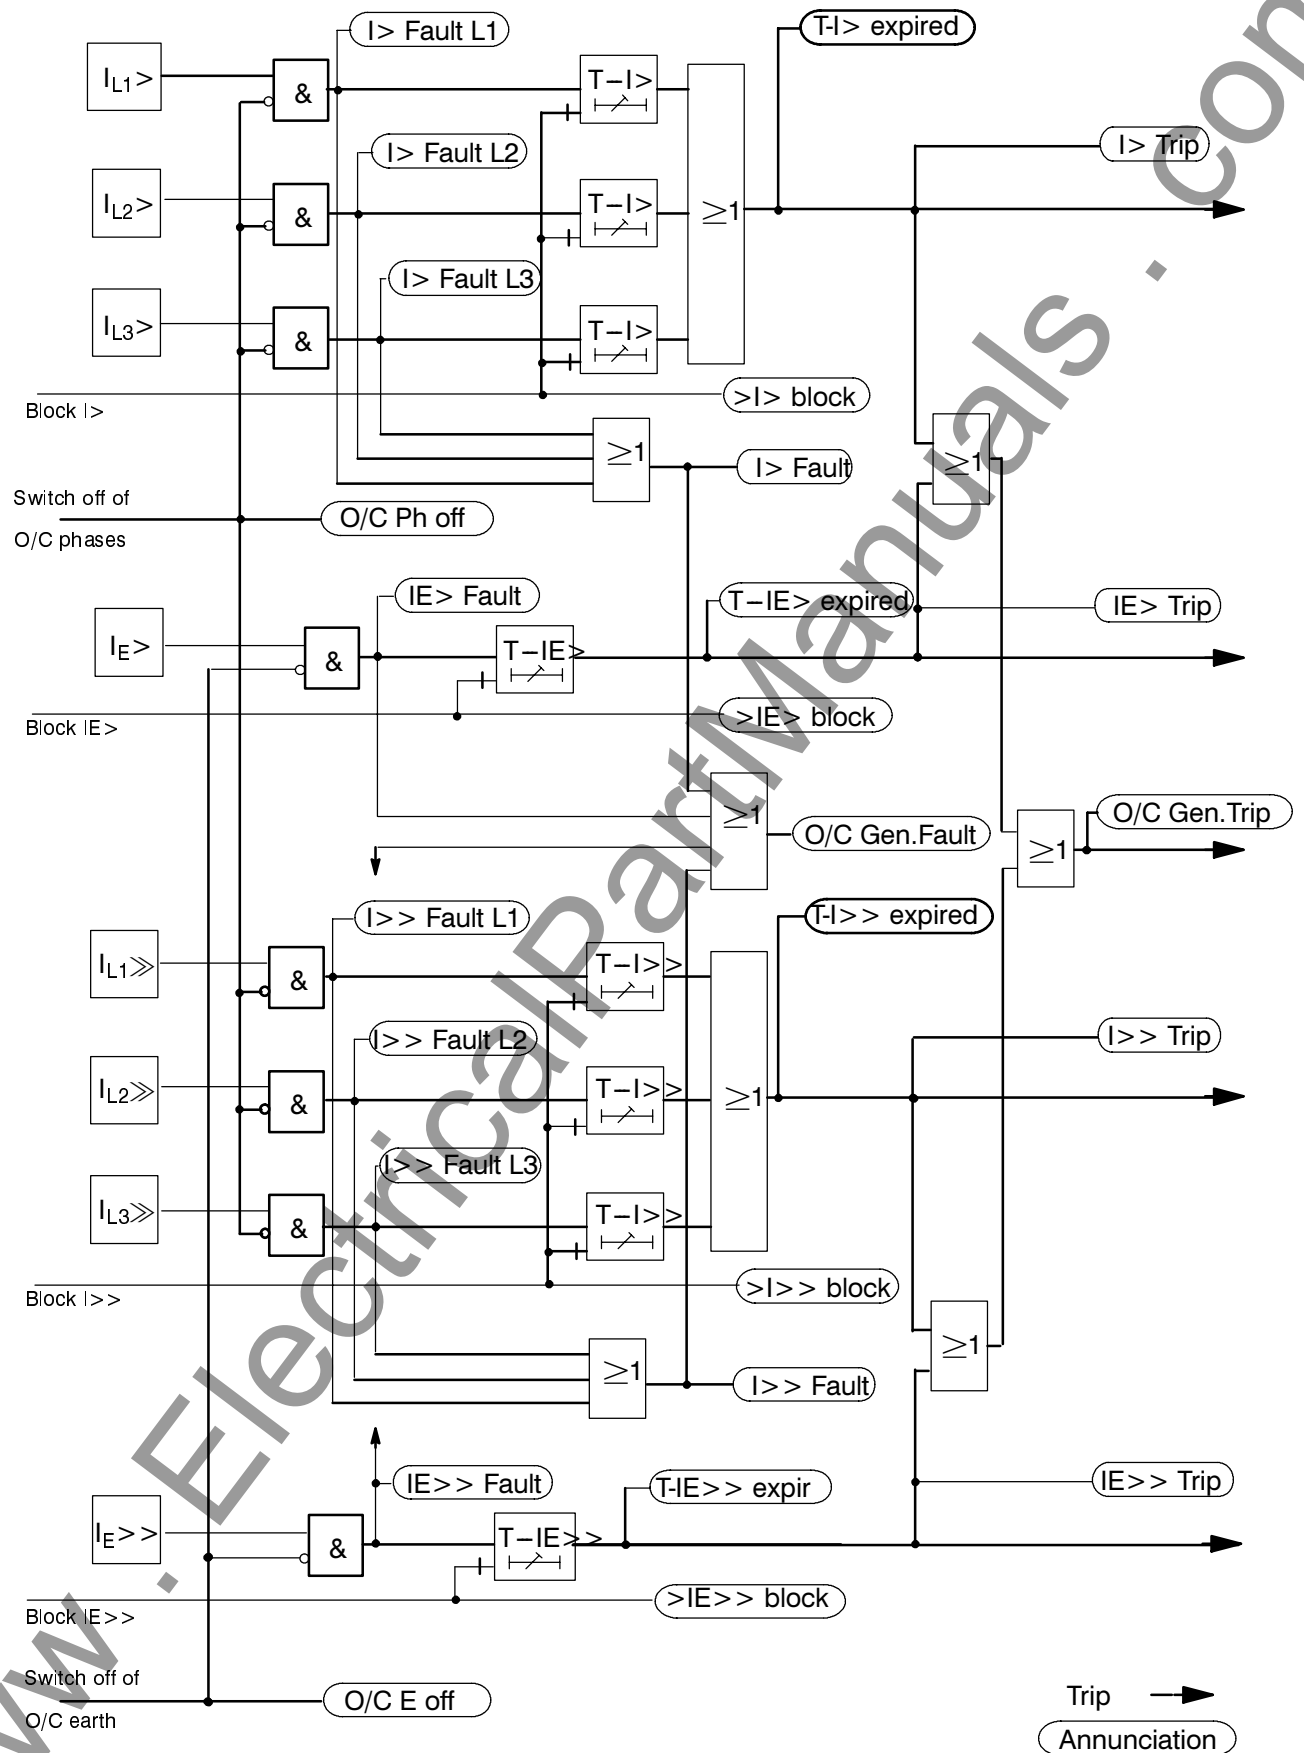 I> Fault L1
T-I> expired
IL1>
&
T−I>
I> Fault L2
I> Trip
IL2>
&
T−I>
≥1
I> Fault L3
IL3>
&
T−I>
Block I>
>I> block
≥1
I> Fault
≥1
Switch off of
O/C phases
O/C Ph off
IE> Fault
T−IE> expired
IE> Trip
IE>
&
T−IE>
Block IE>
>IE> block
≥1
O/C Gen.Fault
O/C Gen.Trip
≥1
I>> Fault L1
T-I>> expired
IL1>>
&
T−I>>
I>> Fault L2
I>> Trip
IL2>>
&
T−I>>
≥1
I>> Fault L3
IL3>>
&
T−I>>
Block I>>
>I>> block
≥1
I>> Fault
≥1
IE>> Fault
T-IE>> expir
IE>> Trip
IE>>
&
T−IE>>
Block IE>>
>IE>> block
Switch off of
O/C earth
O/C E off
Trip
Annunciation
www . ElectricalPartManuals . com